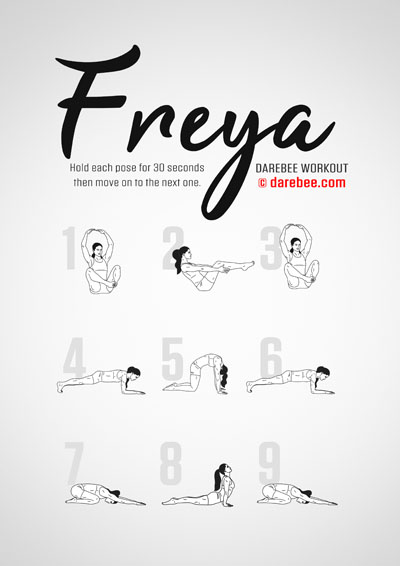 Freya
Hold each pose for 30 seconds
then move on to the next one.
DAREBEE WORKOUT
© darebee.com
1
2
3
4
5
6
7
8
9